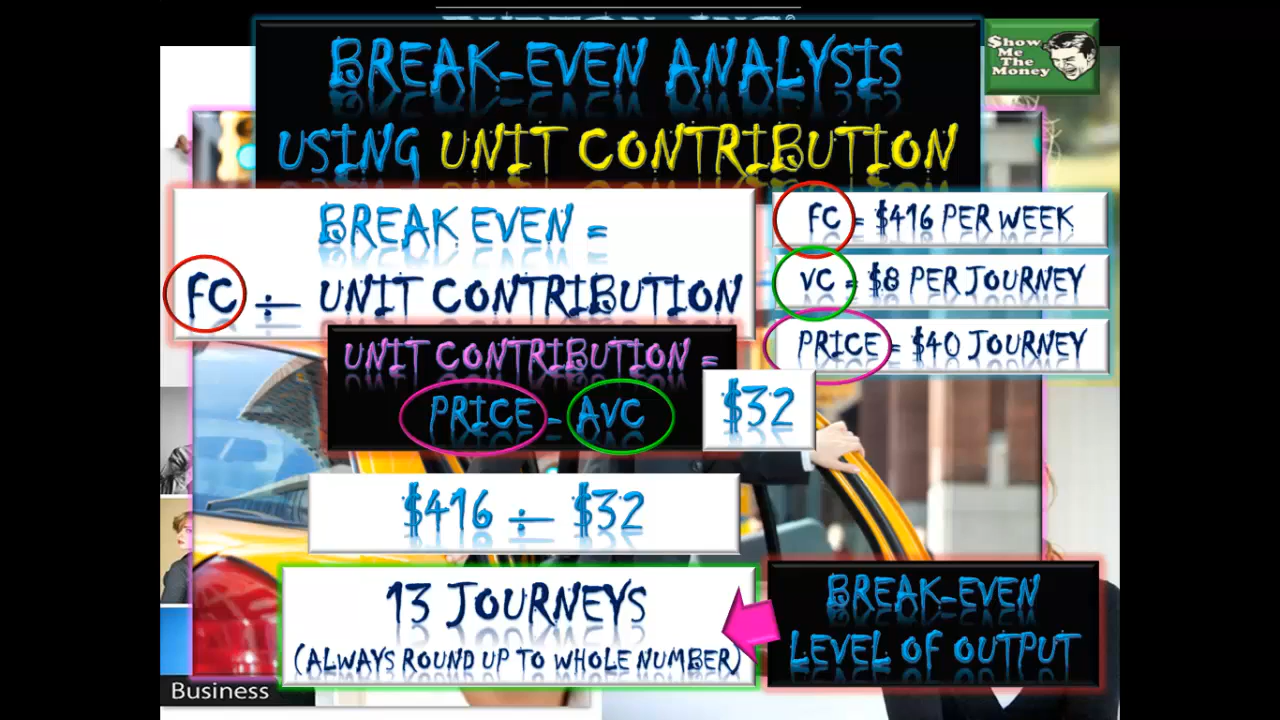 BREAK-EVEN ANALYSIS
USING UNIT CONTRIBUTION
$how
Me
The
Money
BREAK EVEN =
FC ÷ UNIT CONTRIBUTION
FC = $416 PER WEEK
VC = $8 PER JOURNEY
PRICE = $40 JOURNEY
UNIT CONTRIBUTION =
PRICE - AVC
$32
$416 ÷ $32
13 JOURNEYS
(ALWAYS ROUND UP TO WHOLE NUMBER)
BREAK-EVEN
LEVEL OF OUTPUT
Business